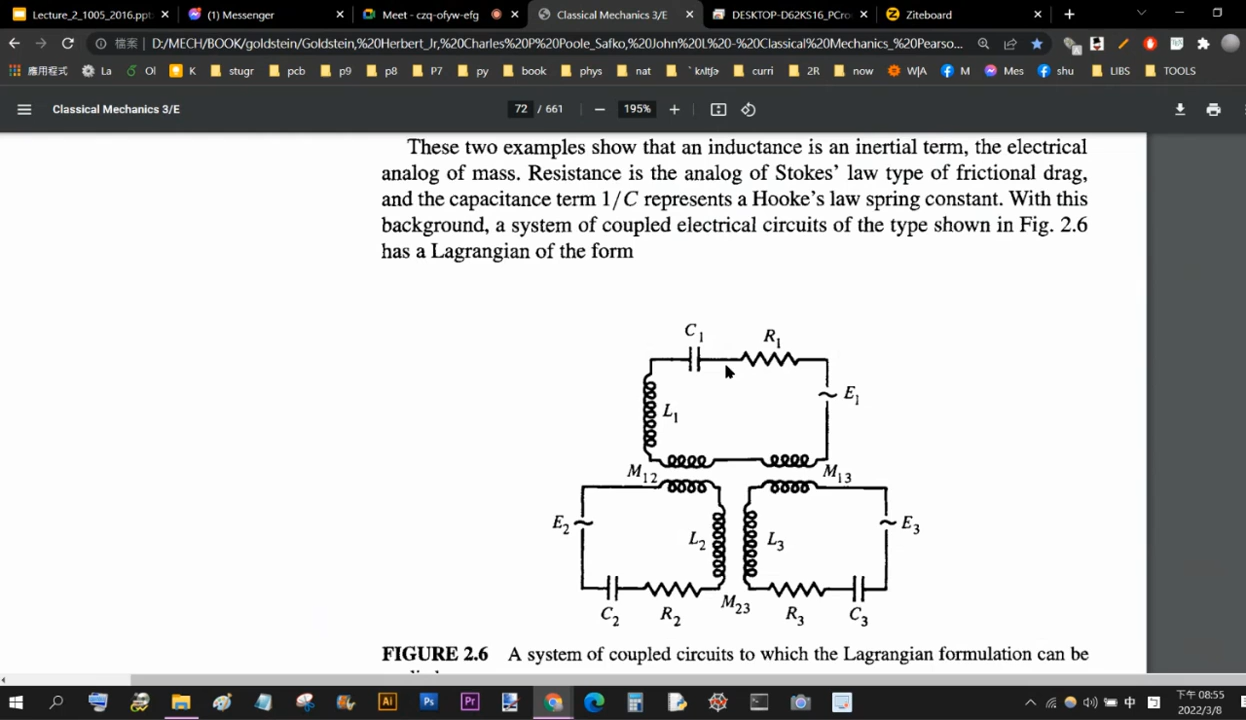 Lecture_2_1005_2016.ppt
(1) Messenger
Meet - czq-ofyw-efg
Classical Mechanics 3/E
DESKTOP-D62KS16_PCro
Ziteboard
檔案 | D:/MECH/BOOK/goldstein/Goldstein,%20Herbert_Jr,%20Charles%20P%20Poole_Safko,%20John%20L%20-%20Classical%20Mechanics_%20Pearso...
應用程式 La Ol K stugr pcb p9 p8 P7 py book phys nat curri 2R now W|A M Mes shu LIBS TOOLS
Classical Mechanics 3/E
72 / 661
195%
These two examples show that an inductance is an inertial term, the electrical
analog of mass. Resistance is the analog of Stokes' law type of frictional drag,
and the capacitance term 1/C represents a Hooke's law spring constant. With this
background, a system of coupled electrical circuits of the type shown in Fig. 2.6
has a Lagrangian of the form
C1
R1
E1
L1
M12
M13
E2
L2
L3
E3
C2
R2
M23
R3
C3
FIGURE 2.6 A system of coupled circuits to which the Lagrangian formulation can be
Ai Ps Pr
中
下午 08:55
2022/3/8